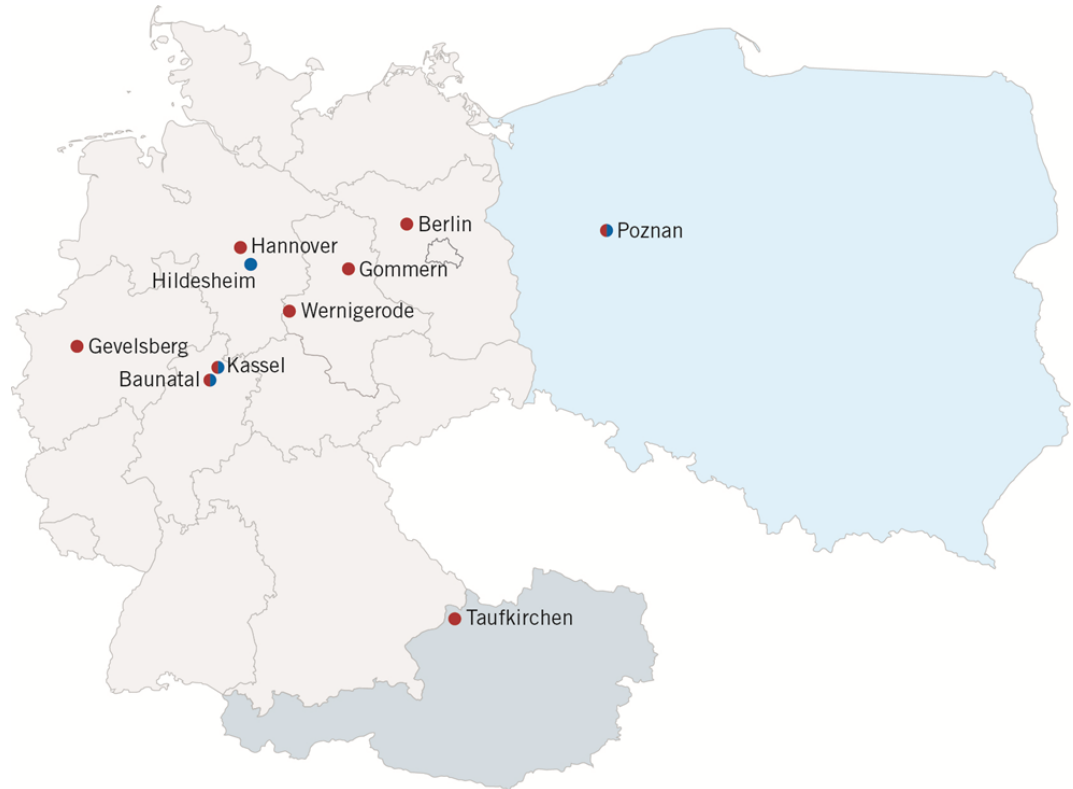 Berlin
Poznan
Hannover
Gommern
Hildesheim
Wernigerode
Gevelsberg
Kassel
Baunatal
Taufkirchen